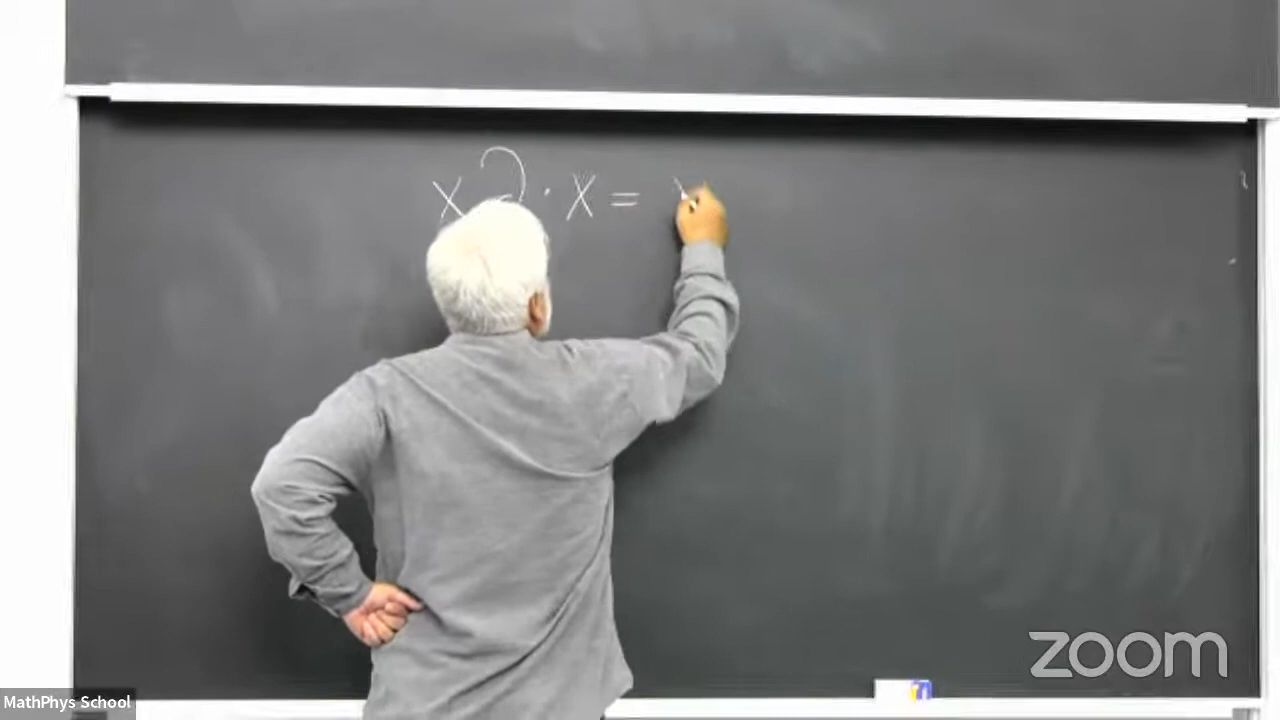 x² · x = x
zoom
MathPhys School